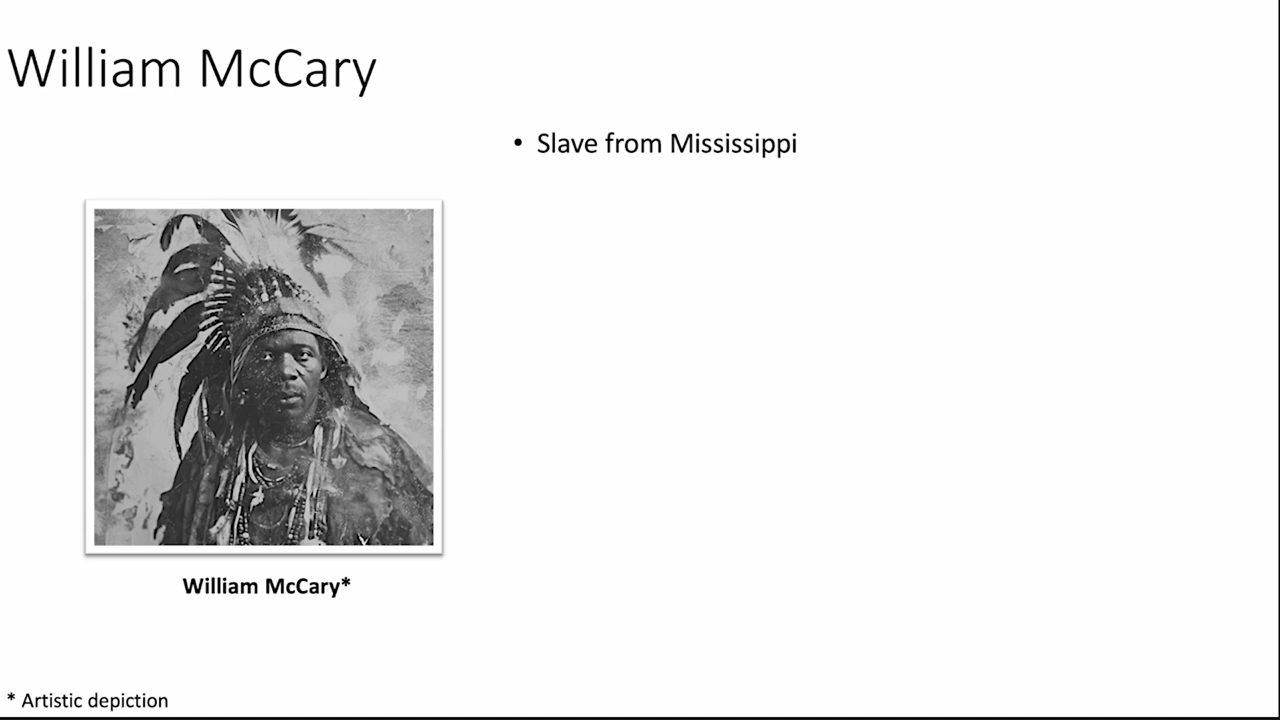 William McCary
• Slave from Mississippi
William McCary*
* Artistic depiction